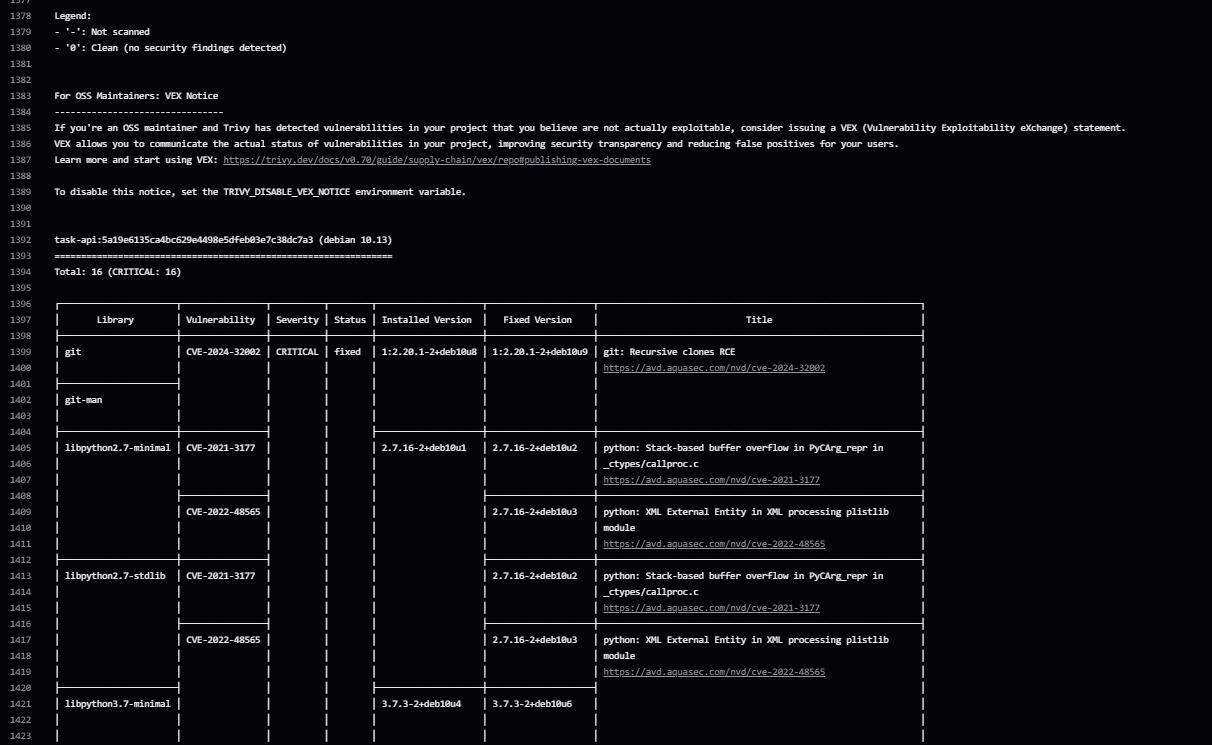 1377
1378 Legend:
1379 - '-': Not scanned
1380 - '0': Clean (no security findings detected)
1381
1382
1383 For OSS Maintainers: VEX Notice
1384 --------------------------------
1385 If you're an OSS maintainer and Trivy has detected vulnerabilities in your project that you believe are not actually exploitable, consider issuing a VEX (Vulnerability Exploitability eXchange) statement.
1386 VEX allows you to communicate the actual status of vulnerabilities in your project, improving security transparency and reducing false positives for your users.
1387 Learn more and start using VEX: https://trivy.dev/docs/v0.70/guide/supply-chain/vex/repo#publishing-vex-documents
1388
1389 To disable this notice, set the TRIVY_DISABLE_VEX_NOTICE environment variable.
1390
1391
1392 task-api:5a19e6135ca4bc629e4498e5dfeb03e7c38dc7a3 (debian 10.13)
1393 ================================================================
1394 Total: 16 (CRITICAL: 16)
1395
1396
1397 Library Vulnerability Severity Status Installed Version Fixed Version Title
1398
1399 git CVE-2024-32002 CRITICAL fixed 1:2.20.1-2+deb10u8 1:2.20.1-2+deb10u9 git: Recursive clones RCE
1400 https://avd.aquasec.com/nvd/cve-2024-32002
1401
1402 git-man
1403
1404
1405 libpython2.7-minimal CVE-2021-3177 2.7.16-2+deb10u1 2.7.16-2+deb10u2 python: Stack-based buffer overflow in PyCArg_repr in
1406 _ctypes/callproc.c
1407 https://avd.aquasec.com/nvd/cve-2021-3177
1408
1409 CVE-2022-48565 2.7.16-2+deb10u3 python: XML External Entity in XML processing plistlib
1410 module
1411 https://avd.aquasec.com/nvd/cve-2022-48565
1412
1413 libpython2.7-stdlib CVE-2021-3177 2.7.16-2+deb10u2 python: Stack-based buffer overflow in PyCArg_repr in
1414 _ctypes/callproc.c
1415 https://avd.aquasec.com/nvd/cve-2021-3177
1416
1417 CVE-2022-48565 2.7.16-2+deb10u3 python: XML External Entity in XML processing plistlib
1418 module
1419 https://avd.aquasec.com/nvd/cve-2022-48565
1420
1421 libpython3.7-minimal 3.7.3-2+deb10u4 3.7.3-2+deb10u6
1422
1423